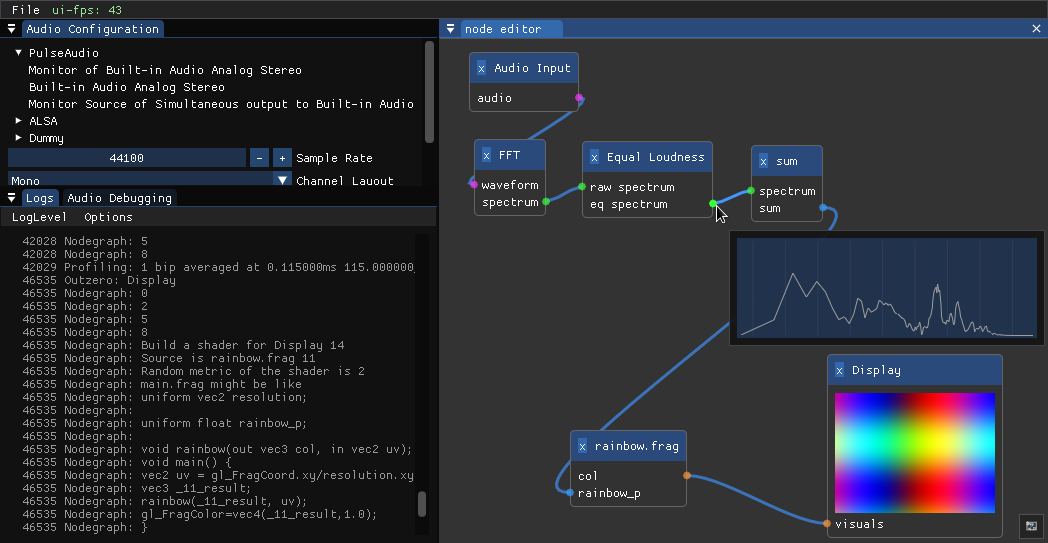 File ui-fps: 43
Audio Configuration
PulseAudio
Monitor of Built-in Audio Analog Stereo
Built-in Audio Analog Stereo
Monitor Source of Simultaneous output to Built-in Audio
ALSA
Dummy
44100 - + Sample Rate
Mono Channel Layout
Logs Audio Debugging
LogLevel Options
42028 Nodegraph: 5
42028 Nodegraph: 8
42029 Profiling: 1 bip averaged at 0.115000ms 115.000000
46535 Outzero: Display
46535 Nodegraph: 0
46535 Nodegraph: 2
46535 Nodegraph: 5
46535 Nodegraph: 8
46535 Nodegraph: Build a shader for Display 14
46535 Nodegraph: Source is rainbow.frag 11
46535 Nodegraph: Random metric of the shader is 2
46535 Nodegraph: main.frag might be like
46535 Nodegraph: uniform vec2 resolution;
46535 Nodegraph:
46535 Nodegraph: uniform float rainbow_p;
46535 Nodegraph:
46535 Nodegraph: void rainbow(out vec3 col, in vec2 uv);
46535 Nodegraph: void main() {
46535 Nodegraph: vec2 uv = gl_FragCoord.xy/resolution.xy
46535 Nodegraph: vec3 _11_result;
46535 Nodegraph: rainbow(_11_result, uv);
46535 Nodegraph: gl_FragColor=vec4(_11_result,1.0);
46535 Nodegraph: }
node editor
x Audio Input
audio
x FFT
waveform
spectrum
x Equal Loudness
raw spectrum
eq spectrum
x sum
spectrum
sum
x Display
visuals
x rainbow.frag
col
rainbow_p